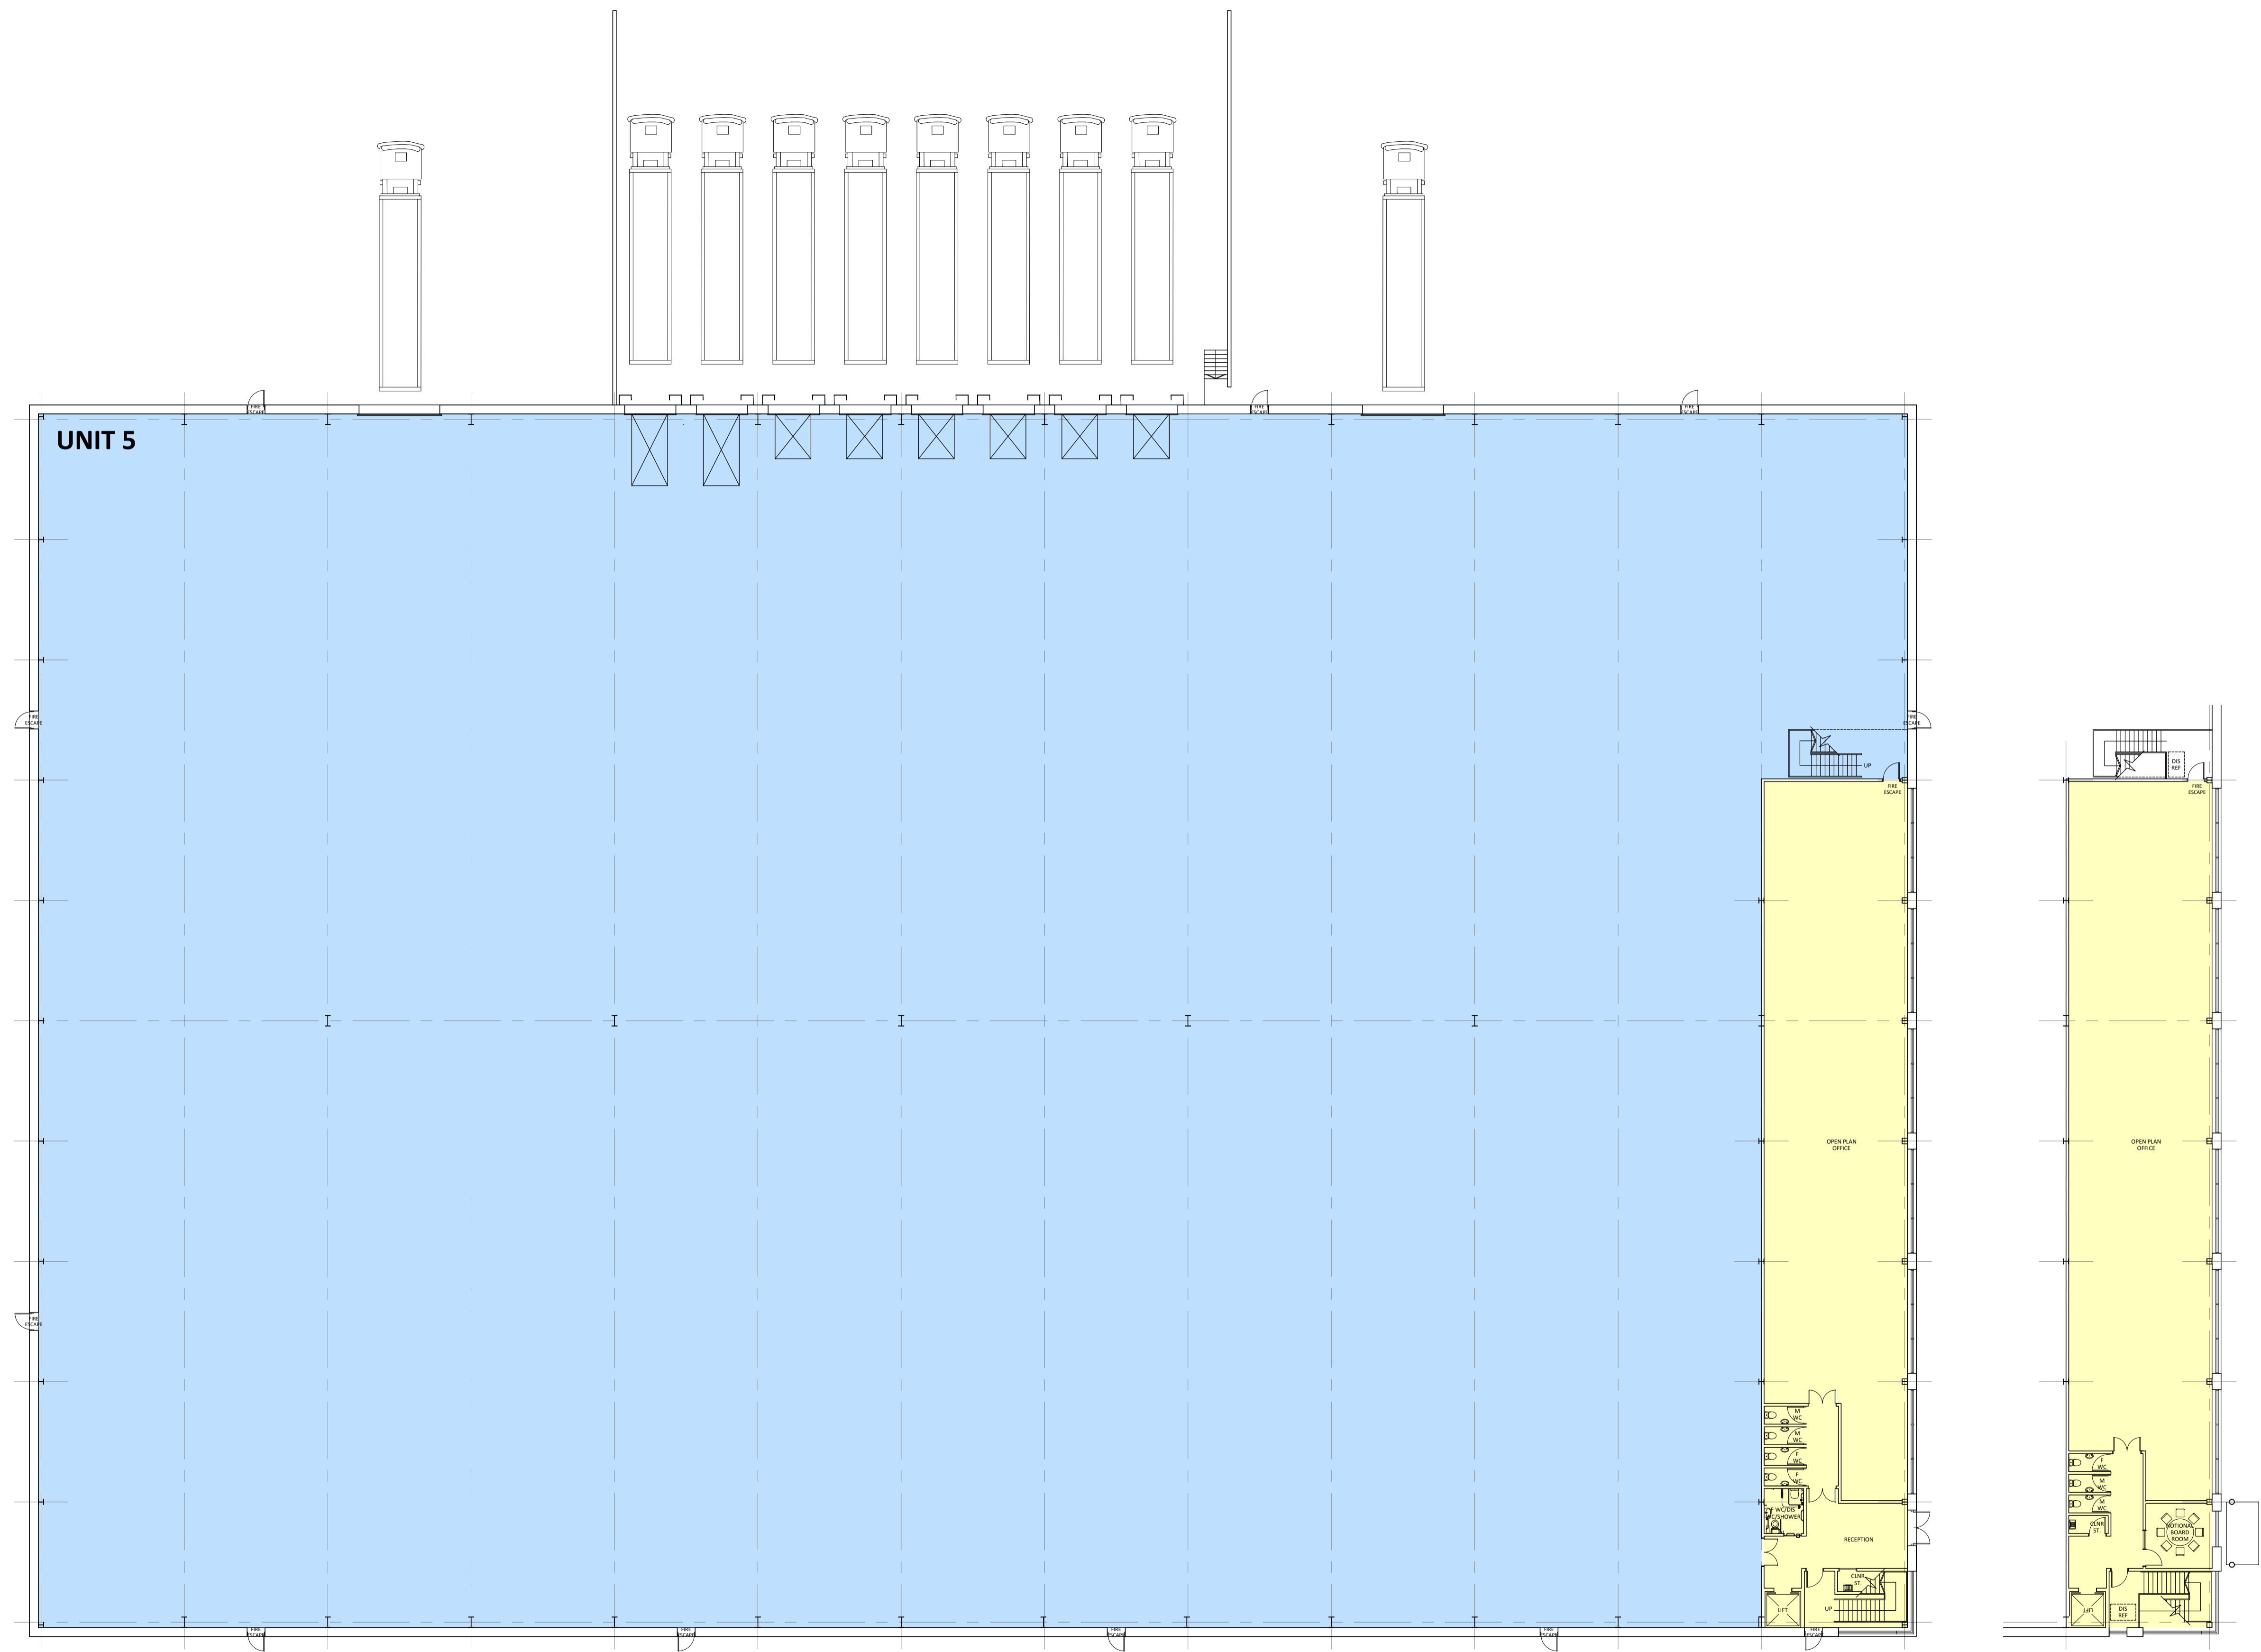 FIRE
ESCAPE
FIRE
ESCAPE
FIRE
ESCAPE
UNIT 5
FIRE
ESCAPE
FIRE
ESCAPE
UP
FIRE
ESCAPE
DIS
REF
FIRE
ESCAPE
OPEN PLAN
OFFICE
OPEN PLAN
OFFICE
FIRE
ESCAPE
M
WC
M
WC
F
WC
F
WC
F WC/DIS
WC/SHOWER
RECEPTION
CLNR
ST.
UP
LIFT
F
WC
M
WC
M
WC
CLNR
ST.
NOTIONAL
BOARD
ROOM
LIFT
DIS
REF
FIRE
ESCAPE
FIRE
ESCAPE
FIRE
ESCAPE
FIRE
ESCAPE
FIRE
ESCAPE